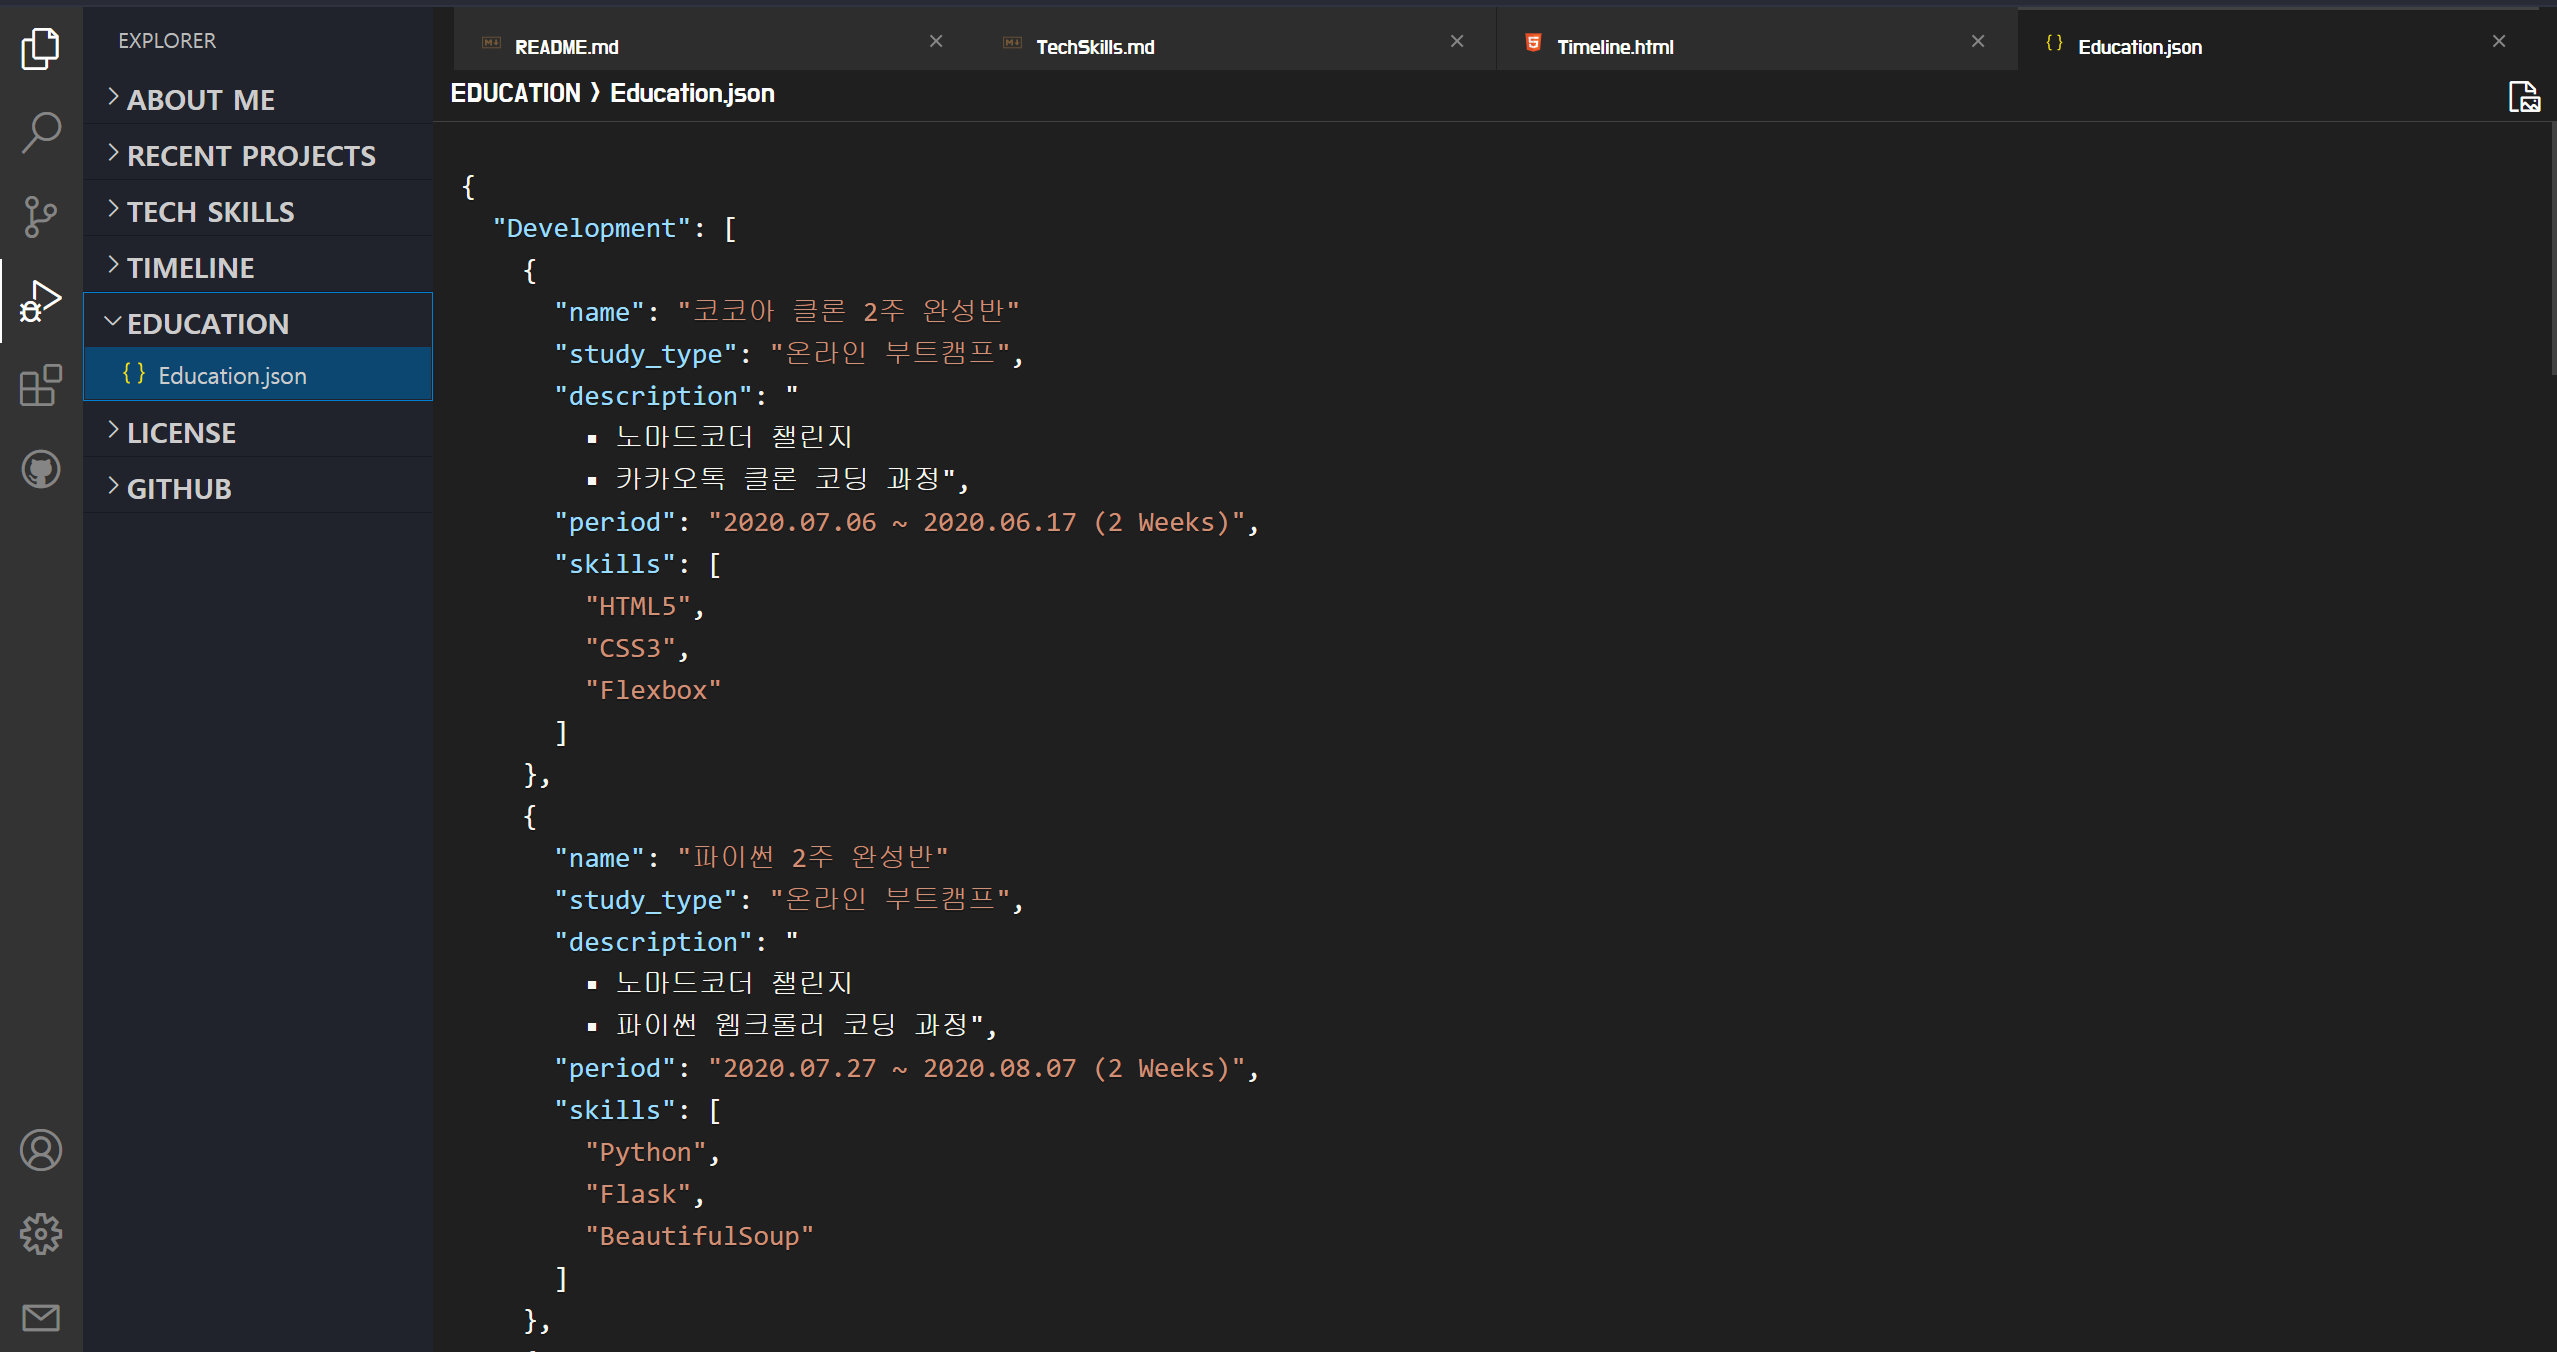 EXPLORER
ABOUT ME
RECENT PROJECTS
TECH SKILLS
TIMELINE
EDUCATION
Education.json
LICENSE
GITHUB
README.md
TechSkills.md
Timeline.html
Education.json
EDUCATION ❯ Education.json
{
"Development": [
{
"name": "코코아 클론 2주 완성반"
"study_type": "온라인 부트캠프",
"description": "
▪ 노마드코더 챌린지
▪ 카카오톡 클론 코딩 과정",
"period": "2020.07.06 ~ 2020.06.17 (2 Weeks)",
"skills": [
"HTML5",
"CSS3",
"Flexbox"
]
},
{
"name": "파이썬 2주 완성반"
"study_type": "온라인 부트캠프",
"description": "
▪ 노마드코더 챌린지
▪ 파이썬 웹크롤러 코딩 과정",
"period": "2020.07.27 ~ 2020.08.07 (2 Weeks)",
"skills": [
"Python",
"Flask",
"BeautifulSoup"
]
},